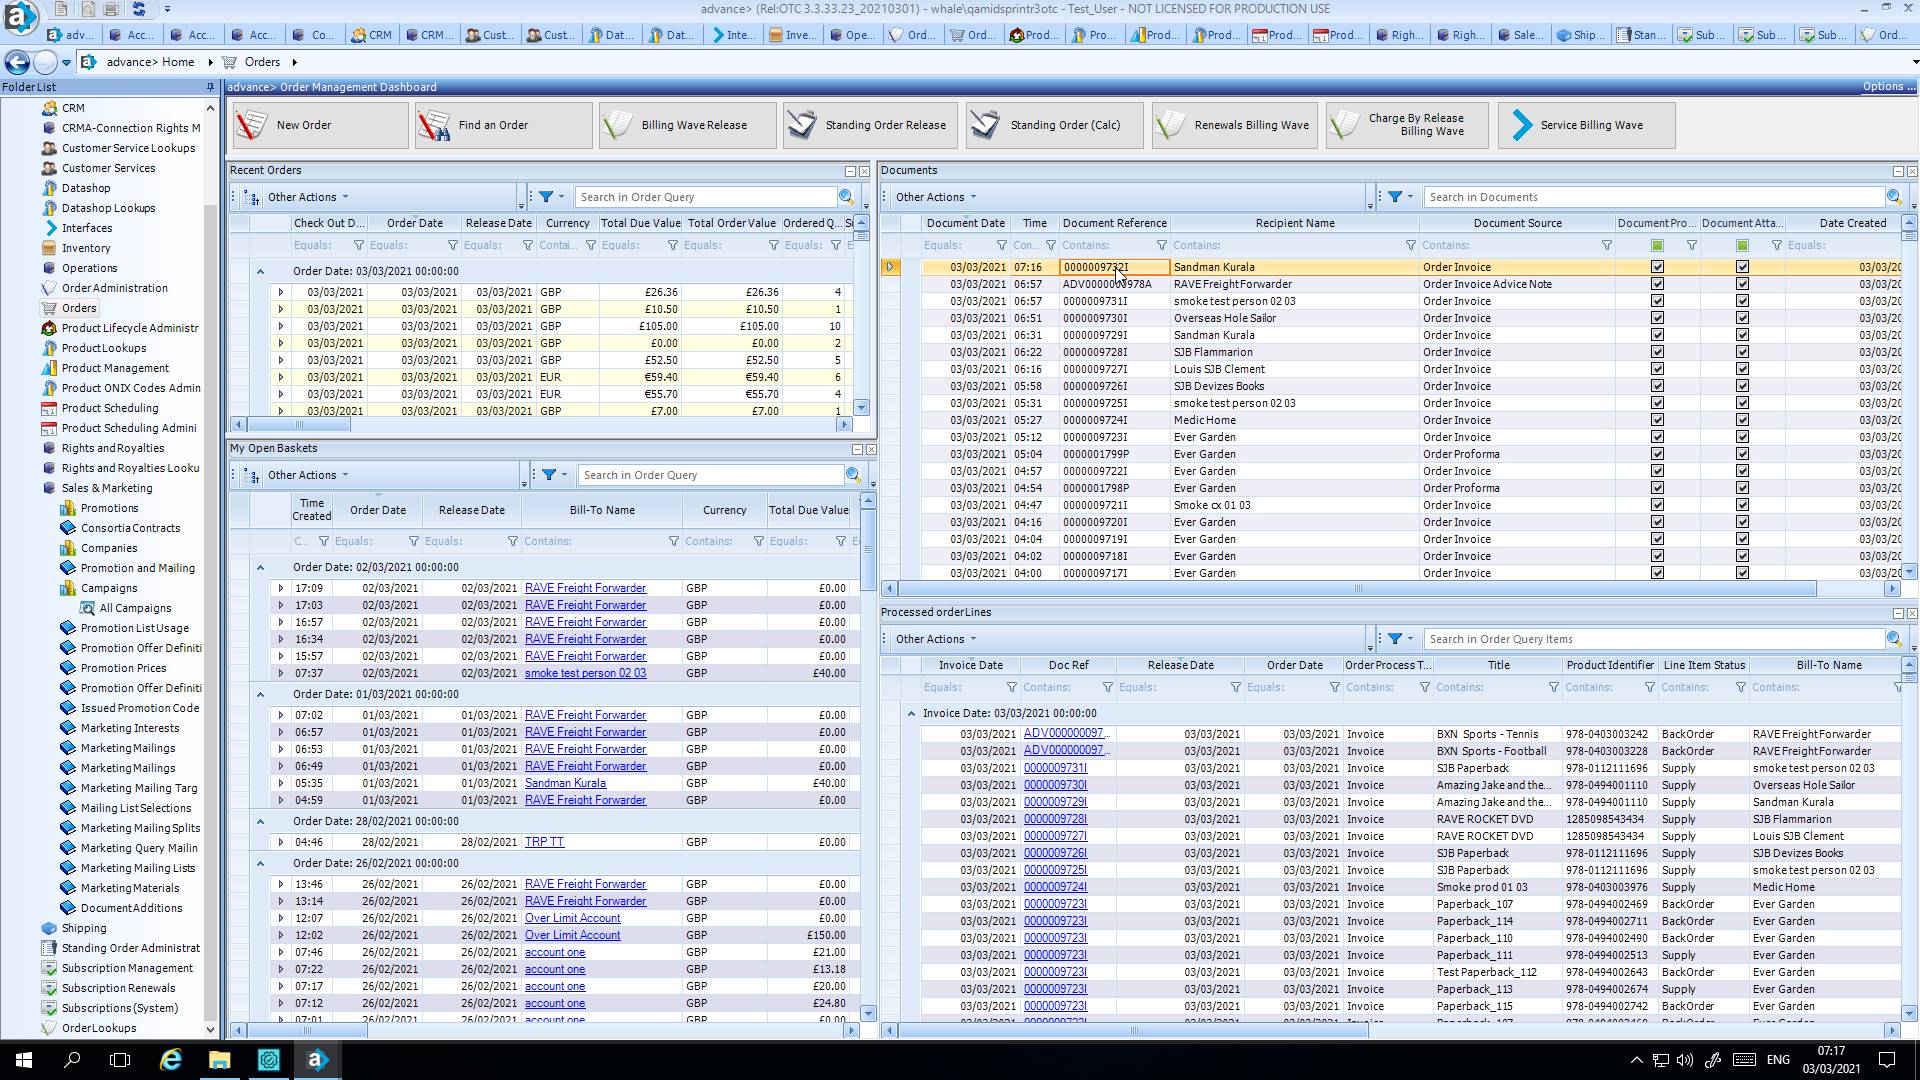 advance> (Rel:OTC 3.3.33.23_20210301) - whale\qamidsprintr3otc - Test_User - NOT LICENSED FOR PRODUCTION USE
adv... Acc... Acc... Acc... Co... CRM CRM... Cust... Cust... Dat... Dat... Inte... Inve... Ope... Ord... Ord... Prod... Pro... Prod... Prod... Prod... Prod... Righ... Righ... Sale... Ship... Stan... Sub... Sub... Sub... Ord...
advance> Home Orders
Folder List
CRM
CRMA-Connection Rights M
Customer Service Lookups
Customer Services
Datashop
Datashop Lookups
Interfaces
Inventory
Operations
Order Administration
Orders
Product Lifecycle Administr
Product Lookups
Product Management
Product ONIX Codes Admin
Product Scheduling
Product Scheduling Admini
Rights and Royalties
Rights and Royalties Looku
Sales & Marketing
Promotions
Consortia Contracts
Companies
Promotion and Mailing
Campaigns
All Campaigns
Promotion List Usage
Promotion Offer Definiti
Promotion Prices
Promotion Offer Definiti
Issued Promotion Code
Marketing Interests
Marketing Mailings
Marketing Mailings
Marketing Mailing Targ
Mailing List Selections
Marketing Mailing Splits
Marketing Query Mailin
Marketing Mailing Lists
Marketing Materials
Document Additions
Shipping
Standing Order Administrat
Subscription Management
Subscription Renewals
Subscriptions (System)
Order Lookups
advance> Order Management Dashboard
Options ...
New Order
Find an Order
Billing Wave Release
Standing Order Release
Standing Order (Calc)
Renewals Billing Wave
Charge By Release
Billing Wave
Service Billing Wave
Recent Orders
Other Actions
Search in Order Query
Check Out D... Order Date Release Date Currency Total Due Value Total Order Value Ordered Q...
Equals: Equals: Equals: Contai... Equals: Equals: Equals:
Order Date: 03/03/2021 00:00:00
03/03/2021 03/03/2021 03/03/2021 GBP £26.36 £26.36 4
03/03/2021 03/03/2021 03/03/2021 GBP £10.50 £10.50 1
03/03/2021 03/03/2021 03/03/2021 GBP £105.00 £105.00 10
03/03/2021 03/03/2021 03/03/2021 GBP £0.00 £0.00 2
03/03/2021 03/03/2021 03/03/2021 GBP £52.50 £52.50 5
03/03/2021 03/03/2021 03/03/2021 EUR €59.40 €59.40 6
03/03/2021 03/03/2021 03/03/2021 EUR €55.70 €55.70 4
03/03/2021 03/03/2021 03/03/2021 GBP £7.00 £7.00 1
My Open Baskets
Other Actions
Search in Order Query
Time Created Order Date Release Date Bill-To Name Currency Total Due Value
C... Equals: Equals: Contains: Contains: Equals:
Order Date: 02/03/2021 00:00:00
17:09 02/03/2021 02/03/2021 RAVE Freight Forwarder GBP £0.00
17:03 02/03/2021 02/03/2021 RAVE Freight Forwarder GBP £0.00
16:57 02/03/2021 02/03/2021 RAVE Freight Forwarder GBP £0.00
16:34 02/03/2021 02/03/2021 RAVE Freight Forwarder GBP £0.00
15:57 02/03/2021 02/03/2021 RAVE Freight Forwarder GBP £0.00
07:37 02/03/2021 02/03/2021 smoke test person 02 03 GBP £40.00
Order Date: 01/03/2021 00:00:00
07:02 01/03/2021 01/03/2021 RAVE Freight Forwarder GBP £0.00
06:57 01/03/2021 01/03/2021 RAVE Freight Forwarder GBP £0.00
06:53 01/03/2021 01/03/2021 RAVE Freight Forwarder GBP £0.00
06:49 01/03/2021 01/03/2021 RAVE Freight Forwarder GBP £0.00
05:35 01/03/2021 01/03/2021 Sandman Kurala GBP £40.00
04:59 01/03/2021 01/03/2021 RAVE Freight Forwarder GBP £0.00
Order Date: 28/02/2021 00:00:00
04:46 28/02/2021 28/02/2021 TRP TT GBP £0.00
Order Date: 26/02/2021 00:00:00
13:46 26/02/2021 26/02/2021 RAVE Freight Forwarder GBP £0.00
13:14 26/02/2021 26/02/2021 RAVE Freight Forwarder GBP £0.00
12:07 26/02/2021 26/02/2021 Over Limit Account GBP £0.00
12:02 26/02/2021 26/02/2021 Over Limit Account GBP £150.00
07:46 26/02/2021 26/02/2021 account one GBP £21.00
07:22 26/02/2021 26/02/2021 account one GBP £13.18
07:17 26/02/2021 26/02/2021 account one GBP £20.00
07:12 26/02/2021 26/02/2021 account one GBP £24.80
07:01 26/02/2021 26/02/2021 account one GBP £0.00
Documents
Other Actions
Search in Documents
Document Date Time Document Reference Recipient Name Document Source Document Pro... Document Atta... Date Created
Equals: Con... Contains: Contains: Contains: Equals:
03/03/2021 07:16 0000009732I Sandman Kurala Order Invoice 03/03/20
03/03/2021 06:57 ADV0000009978A RAVE Freight Forwarder Order Invoice Advice Note 03/03/20
03/03/2021 06:57 0000009731I smoke test person 02 03 Order Invoice 03/03/20
03/03/2021 06:51 0000009730I Overseas Hole Sailor Order Invoice 03/03/20
03/03/2021 06:31 0000009729I Sandman Kurala Order Invoice 03/03/20
03/03/2021 06:22 0000009728I SJB Flammarion Order Invoice 03/03/20
03/03/2021 06:16 0000009727I Louis SJB Clement Order Invoice 03/03/20
03/03/2021 05:58 0000009726I SJB Devizes Books Order Invoice 03/03/20
03/03/2021 05:31 0000009725I smoke test person 02 03 Order Invoice 03/03/20
03/03/2021 05:27 0000009724I Medic Home Order Invoice 03/03/20
03/03/2021 05:12 0000009723I Ever Garden Order Invoice 03/03/20
03/03/2021 05:04 0000001799P Ever Garden Order Proforma 03/03/20
03/03/2021 04:57 0000009722I Ever Garden Order Invoice 03/03/20
03/03/2021 04:54 0000001798P Ever Garden Order Proforma 03/03/20
03/03/2021 04:47 0000009721I Smoke cx 01 03 Order Invoice 03/03/20
03/03/2021 04:16 0000009720I Ever Garden Order Invoice 03/03/20
03/03/2021 04:04 0000009719I Ever Garden Order Invoice 03/03/20
03/03/2021 04:02 0000009718I Ever Garden Order Invoice 03/03/20
03/03/2021 04:00 0000009717I Ever Garden Order Invoice 03/03/20
Processed orderLines
Other Actions
Search in Order Query Items
Invoice Date Doc Ref Release Date Order Date Order Process T... Title Product Identifier Line Item Status Bill-To Name
Equals: Contains: Equals: Equals: Contains: Contains: Contains: Contains: Contains:
Invoice Date: 03/03/2021 00:00:00
03/03/2021 ADV000000097... 03/03/2021 03/03/2021 Invoice BXN Sports - Tennis 978-0403003242 BackOrder RAVE Freight Forwarder
03/03/2021 ADV000000097... 03/03/2021 03/03/2021 Invoice BXN Sports - Football 978-0403003228 BackOrder RAVE Freight Forwarder
03/03/2021 0000009731I 03/03/2021 03/03/2021 Invoice SJB Paperback 978-0112111696 Supply smoke test person 02 03
03/03/2021 0000009730I 03/03/2021 03/03/2021 Invoice Amazing Jake and the... 978-0494001110 Supply Overseas Hole Sailor
03/03/2021 0000009729I 03/03/2021 03/03/2021 Invoice Amazing Jake and the... 978-0494001110 Supply Sandman Kurala
03/03/2021 0000009728I 03/03/2021 03/03/2021 Invoice RAVE ROCKET DVD 1285098543434 Supply SJB Flammarion
03/03/2021 0000009727I 03/03/2021 03/03/2021 Invoice RAVE ROCKET DVD 1285098543434 Supply Louis SJB Clement
03/03/2021 0000009726I 03/03/2021 03/03/2021 Invoice SJB Paperback 978-0112111696 Supply SJB Devizes Books
03/03/2021 0000009725I 03/03/2021 03/03/2021 Invoice SJB Paperback 978-0112111696 Supply smoke test person 02 03
03/03/2021 0000009724I 03/03/2021 03/03/2021 Invoice Smoke prod 01 03 978-0403003976 Supply Medic Home
03/03/2021 0000009723I 03/03/2021 03/03/2021 Invoice Paperback_107 978-0494002469 BackOrder Ever Garden
03/03/2021 0000009723I 03/03/2021 03/03/2021 Invoice Paperback_114 978-0494002711 BackOrder Ever Garden
03/03/2021 0000009723I 03/03/2021 03/03/2021 Invoice Paperback_110 978-0494002490 BackOrder Ever Garden
03/03/2021 0000009723I 03/03/2021 03/03/2021 Invoice Paperback_111 978-0494002513 Supply Ever Garden
03/03/2021 0000009723I 03/03/2021 03/03/2021 Invoice Test Paperback_112 978-0494002643 BackOrder Ever Garden
03/03/2021 0000009723I 03/03/2021 03/03/2021 Invoice Paperback_113 978-0494002674 Supply Ever Garden
03/03/2021 0000009723I 03/03/2021 03/03/2021 Invoice Paperback_115 978-0494002742 BackOrder Ever Garden
ENG
07:17
03/03/2021